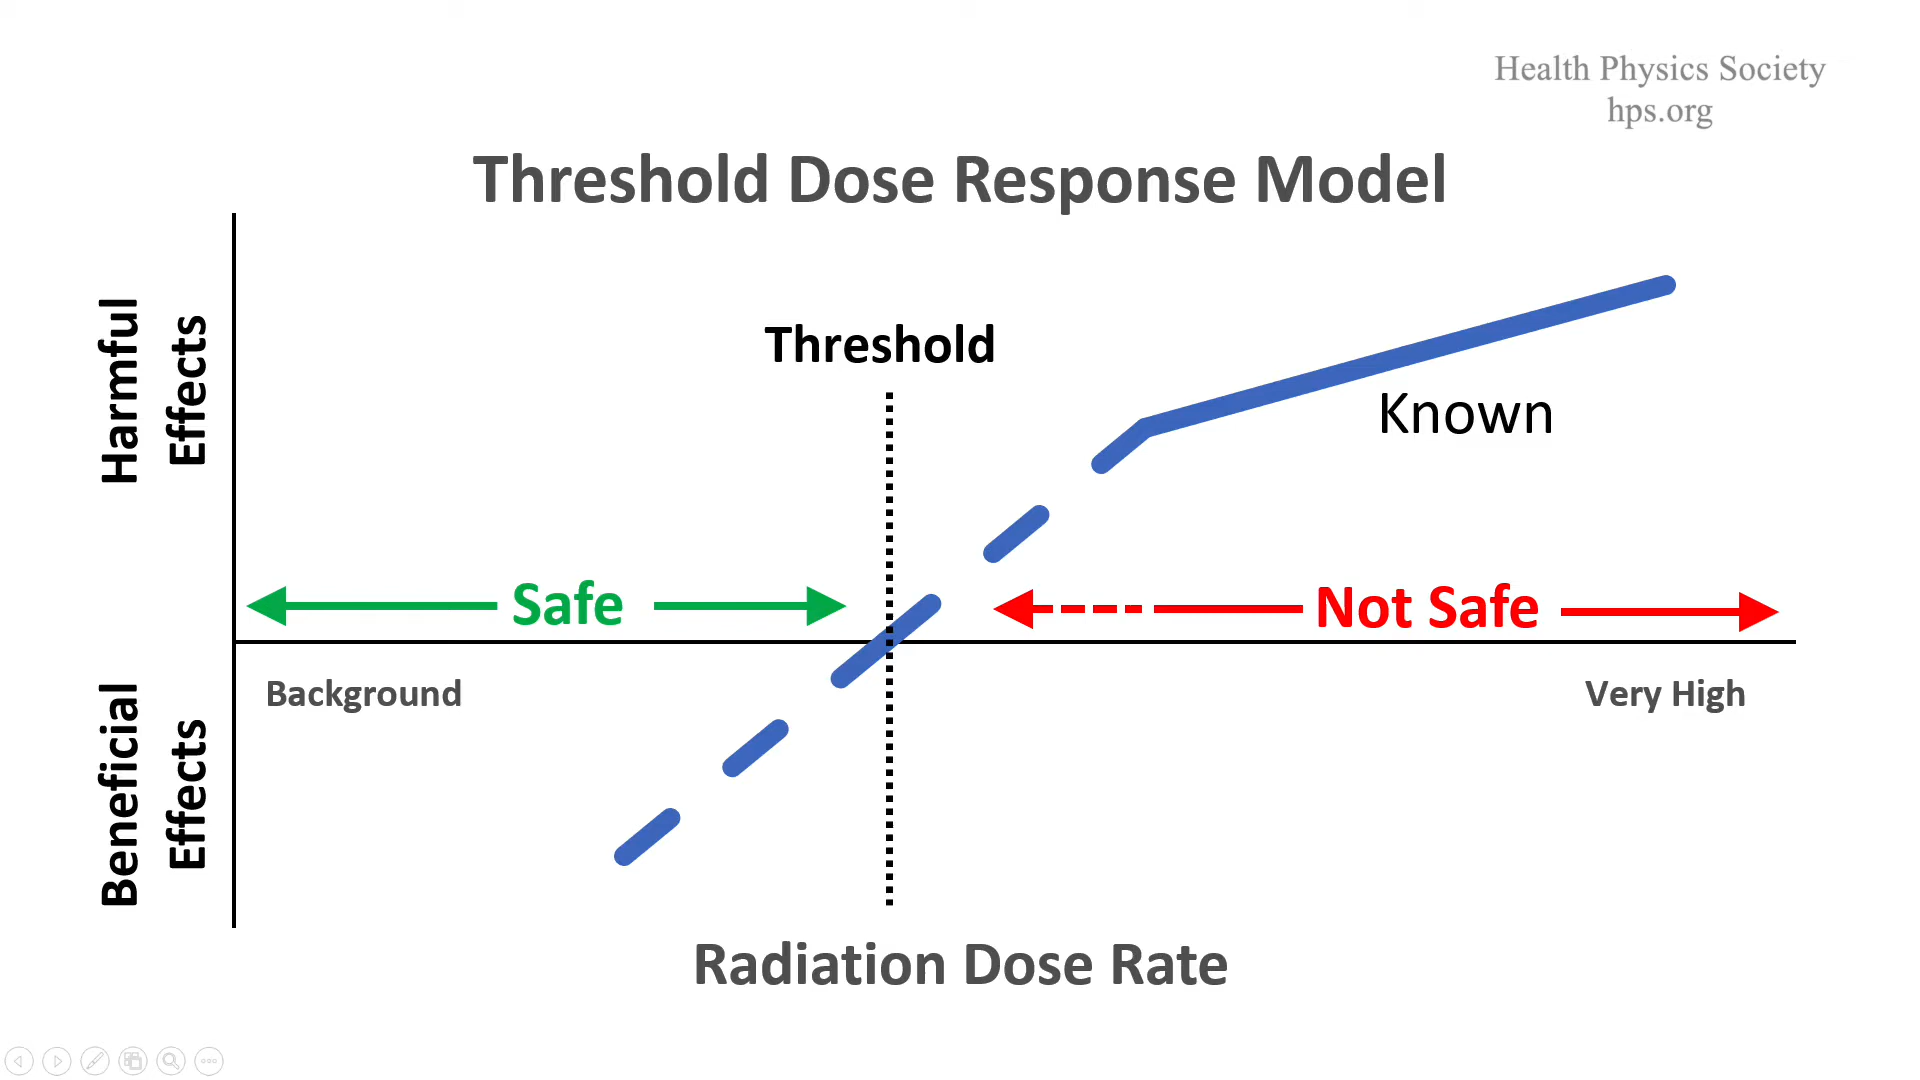 Health Physics Society
hps.org
Threshold Dose Response Model
Harmful
Effects
Threshold
Known
Safe
Not Safe
Background
Very High
Beneficial
Effects
Radiation Dose Rate